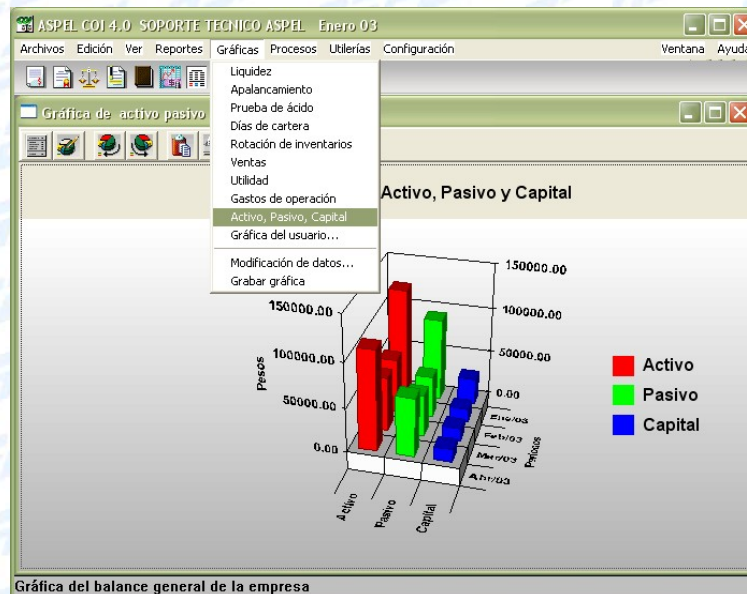 ASPEL COI 4.0 SOPORTE TECNICO ASPEL Enero 03
Archivos Edición Ver Reportes Gráficas Procesos Utilerías Configuración Ventana Ayuda
Liquidez
Apalancamiento
Prueba de ácido
Días de cartera
Rotación de inventarios
Ventas
Utilidad
Gastos de operación
Activo, Pasivo, Capital
Gráfica del usuario...
Modificación de datos...
Grabar gráfica
Gráfica de activo pasivo
Activo, Pasivo y Capital
150000.00
100000.00
50000.00
0.00
Pesos
150000.00
100000.00
50000.00
0.00
Ene/03
Feb/03
Mar/03
Abr/03
Periodos
Activo
Pasivo
Capital
Activo
Pasivo
Capital
Gráfica del balance general de la empresa